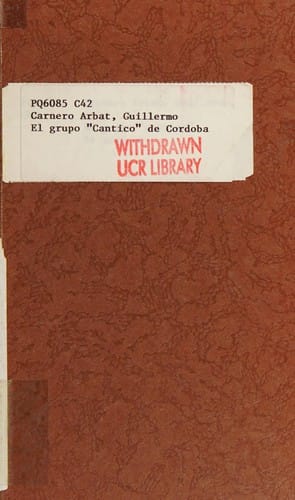 PQ6085 C42
Carnero Arbat, Guillermo
El grupo "Cantico" de Cordoba
WITHDRAWN
UCR LIBRARY